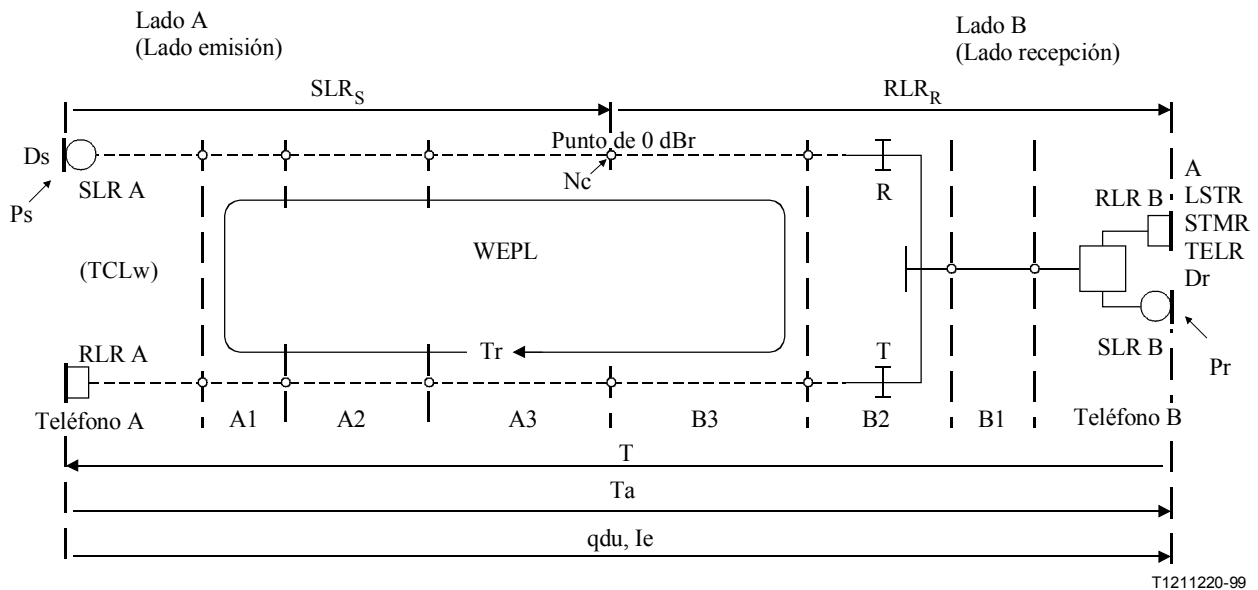 Lado A
(Lado emisión)
Lado B
(Lado recepción)
SLRS
RLRR
Punto de 0 dBr
Ds
Nc
Ps
SLR A
R
RLR B
A
LSTR
STMR
TELR
Dr
(TCLw)
WEPL
RLR A
Tr
T
SLR B
Pr
Teléfono A
A1
A2
A3
B3
B2
B1
Teléfono B
T
Ta
qdu, Ie
T1211220-99